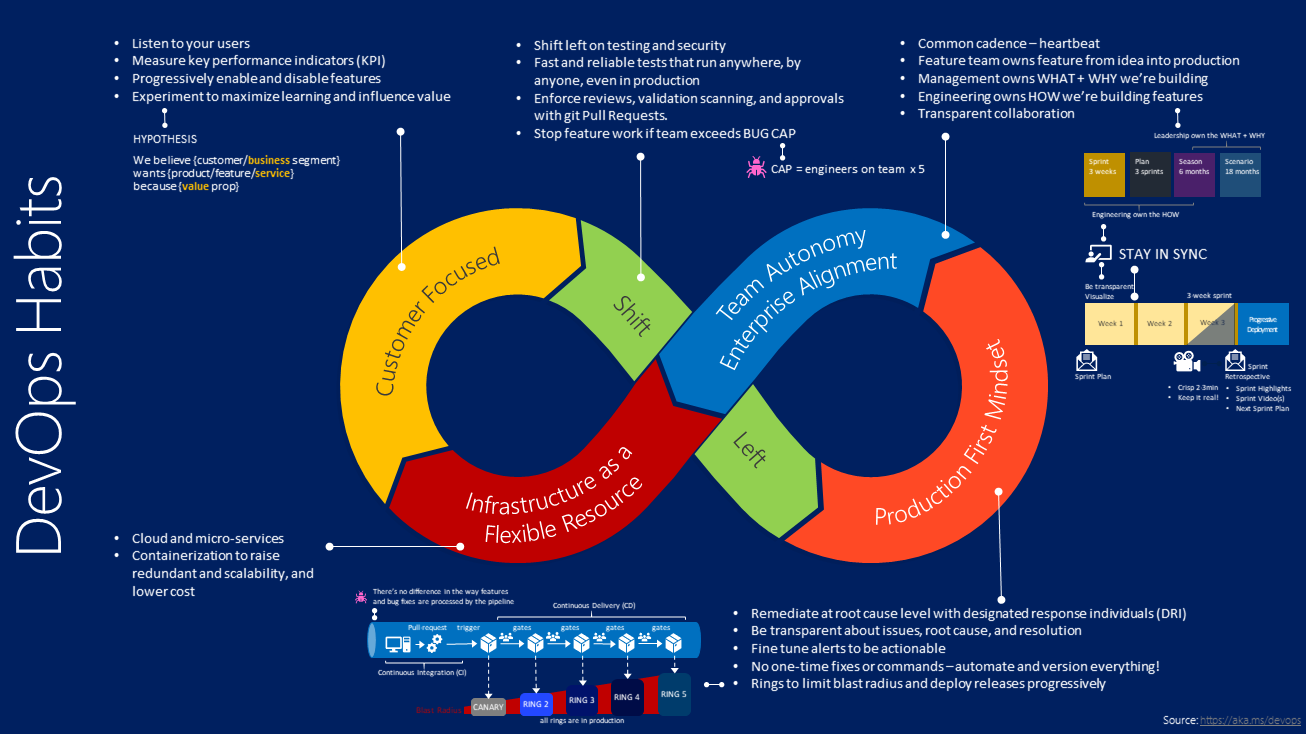 DevOps Habits
• Listen to your users
• Measure key performance indicators (KPI)
• Progressively enable and disable features
• Experiment to maximize learning and influence value
HYPOTHESIS
We believe {customer/business segment}
wants {product/feature/service}
because {value prop}
• Shift left on testing and security
• Fast and reliable tests that run anywhere, by
anyone, even in production
• Enforce reviews, validation scanning, and approvals
with git Pull Requests.
• Stop feature work if team exceeds BUG CAP
CAP = engineers on team x 5
• Common cadence – heartbeat
• Feature team owns feature from idea into production
• Management owns WHAT + WHY we're building
• Engineering owns HOW we're building features
• Transparent collaboration
Leadership own the WHAT + WHY
Sprint
3 weeks
Plan
3 sprints
Season
6 months
Scenario
18 months
Engineering own the HOW
STAY IN SYNC
Be transparent
Visualize
3 week sprint
Week 1
Week 2
Week 3
Progressive
Deployment
Sprint Plan
• Crisp 2-3min
• Keep it real!
Sprint
Retrospective
• Sprint Highlights
• Sprint Video(s)
• Next Sprint Plan
Customer Focused
Shift
Team Autonomy
Enterprise Alignment
Production First Mindset
Left
Infrastructure as a
Flexible Resource
• Cloud and micro-services
• Containerization to raise
redundant and scalability, and
lower cost
There's no difference in the way features
and bug fixes are processed by the pipeline
Continuous Delivery (CD)
Pull-request
trigger
gates
gates
gates
gates
Continuous Integration (CI)
Blast Radius
CANARY
RING 2
RING 3
RING 4
RING 5
all rings are in production
• Remediate at root cause level with designated response individuals (DRI)
• Be transparent about issues, root cause, and resolution
• Fine tune alerts to be actionable
• No one-time fixes or commands – automate and version everything!
• Rings to limit blast radius and deploy releases progressively
Source: https://aka.ms/devops